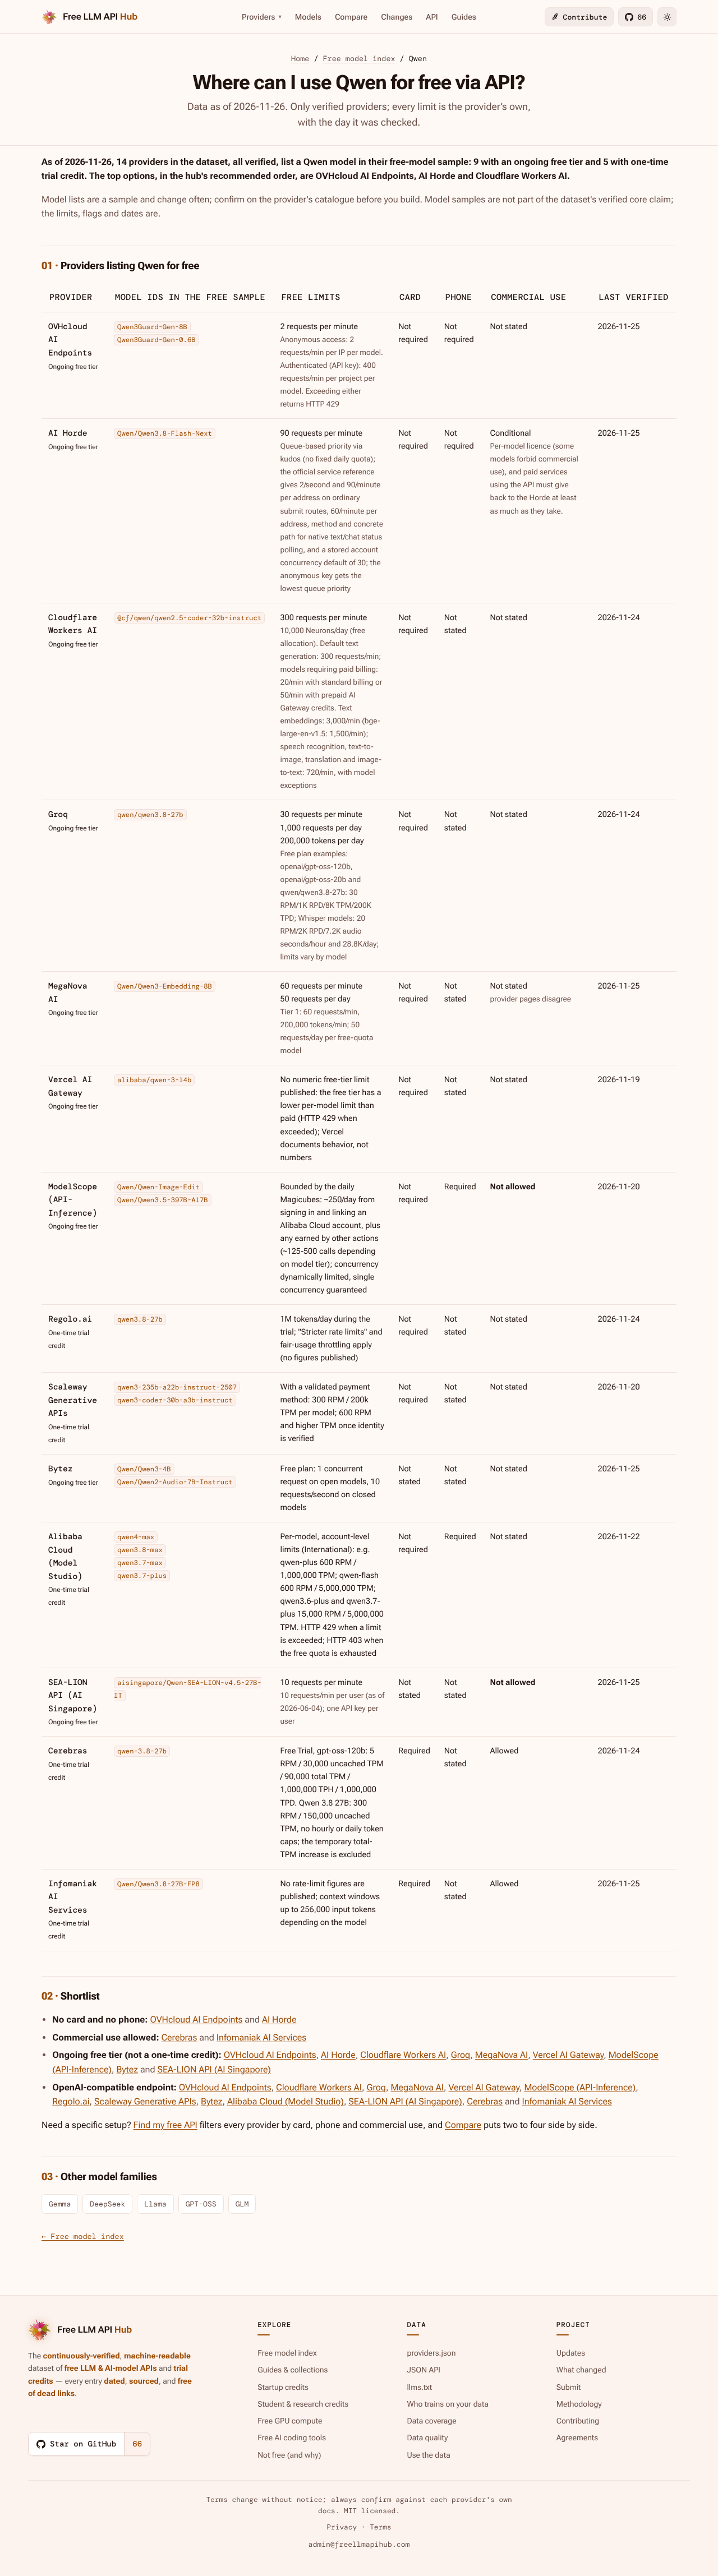 Free LLM API Hub
Providers ▾ Models Compare Changes API Guides
Contribute 66
Home / Free model index / Qwen
Where can I use Qwen for free via API?
Data as of 2026-11-26. Only verified providers; every limit is the provider's own,
with the day it was checked.
As of 2026-11-26, 14 providers in the dataset, all verified, list a Qwen model in their free-model sample: 9 with an ongoing free tier and 5 with one-time
trial credit. The top options, in the hub's recommended order, are OVHcloud AI Endpoints, AI Horde and Cloudflare Workers AI.
Model lists are a sample and change often; confirm on the provider's catalogue before you build. Model samples are not part of the dataset's verified core claim;
the limits, flags and dates are.
01 · Providers listing Qwen for free
PROVIDER MODEL IDS IN THE FREE SAMPLE FREE LIMITS CARD PHONE COMMERCIAL USE LAST VERIFIED
OVHcloud
AI
Endpoints
Ongoing free tier
Qwen3Guard-Gen-8B
Qwen3Guard-Gen-0.6B
2 requests per minute
Anonymous access: 2
requests/min per IP per model.
Authenticated (API key): 400
requests/min per project per
model. Exceeding either
returns HTTP 429
Not
required
Not
required
Not stated
2026-11-25
AI Horde
Ongoing free tier
Qwen/Qwen3.8-Flash-Next
90 requests per minute
Queue-based priority via
kudos (no fixed daily quota);
the official service reference
gives 2/second and 90/minute
per address on ordinary
submit routes, 60/minute per
address, method and concrete
path for native text/chat status
polling, and a stored account
concurrency default of 30; the
anonymous key gets the
lowest queue priority
Not
required
Not
required
Conditional
Per-model licence (some
models forbid commercial
use), and paid services
using the API must give
back to the Horde at least
as much as they take.
2026-11-25
Cloudflare
Workers AI
Ongoing free tier
@cf/qwen/qwen2.5-coder-32b-instruct
300 requests per minute
10,000 Neurons/day (free
allocation). Default text
generation: 300 requests/min;
models requiring paid billing:
20/min with standard billing or
50/min with prepaid AI
Gateway credits. Text
embeddings: 3,000/min (bge-
large-en-v1.5: 1,500/min);
speech recognition, text-to-
image, translation and image-
to-text: 720/min, with model
exceptions
Not
required
Not
stated
Not stated
2026-11-24
Groq
Ongoing free tier
qwen/qwen3.8-27b
30 requests per minute
1,000 requests per day
200,000 tokens per day
Free plan examples:
openai/gpt-oss-120b,
openai/gpt-oss-20b and
qwen/qwen3.8-27b: 30
RPM/1K RPD/8K TPM/200K
TPD; Whisper models: 20
RPM/2K RPD/7.2K audio
seconds/hour and 28.8K/day;
limits vary by model
Not
required
Not
stated
Not stated
2026-11-24
MegaNova
AI
Ongoing free tier
Qwen/Qwen3-Embedding-8B
60 requests per minute
50 requests per day
Tier 1: 60 requests/min,
200,000 tokens/min; 50
requests/day per free-quota
model
Not
required
Not
stated
Not stated
provider pages disagree
2026-11-25
Vercel AI
Gateway
Ongoing free tier
alibaba/qwen-3-14b
No numeric free-tier limit
published: the free tier has a
lower per-model limit than
paid (HTTP 429 when
exceeded); Vercel
documents behavior, not
numbers
Not
required
Not
stated
Not stated
2026-11-19
ModelScope
(API-
Inference)
Ongoing free tier
Qwen/Qwen-Image-Edit
Qwen/Qwen3.5-397B-A17B
Bounded by the daily
Magicubes: ~250/day from
signing in and linking an
Alibaba Cloud account, plus
any earned by other actions
(~125-500 calls depending
on model tier); concurrency
dynamically limited, single
concurrency guaranteed
Not
required
Required
Not allowed
2026-11-20
Regolo.ai
One-time trial
credit
qwen3.8-27b
1M tokens/day during the
trial; "Stricter rate limits" and
fair-usage throttling apply
(no figures published)
Not
required
Not
stated
Not stated
2026-11-24
Scaleway
Generative
APIs
One-time trial
credit
qwen3-235b-a22b-instruct-2507
qwen3-coder-30b-a3b-instruct
With a validated payment
method: 300 RPM / 200k
TPM per model; 600 RPM
and higher TPM once identity
is verified
Not
required
Not
stated
Not stated
2026-11-20
Bytez
Ongoing free tier
Qwen/Qwen3-4B
Qwen/Qwen2-Audio-7B-Instruct
Free plan: 1 concurrent
request on open models, 10
requests/second on closed
models
Not
stated
Not
stated
Not stated
2026-11-25
Alibaba
Cloud
(Model
Studio)
One-time trial
credit
qwen4-max
qwen3.8-max
qwen3.7-max
qwen3.7-plus
Per-model, account-level
limits (International): e.g.
qwen-plus 600 RPM /
1,000,000 TPM; qwen-flash
600 RPM / 5,000,000 TPM;
qwen3.6-plus and qwen3.7-
plus 15,000 RPM / 5,000,000
TPM. HTTP 429 when a limit
is exceeded; HTTP 403 when
the free quota is exhausted
Not
required
Required
Not stated
2026-11-22
SEA-LION
API (AI
Singapore)
Ongoing free tier
aisingapore/Qwen-SEA-LION-v4.5-27B-
IT
10 requests per minute
10 requests/min per user (as of
2026-06-04); one API key per
user
Not
stated
Not
stated
Not allowed
2026-11-25
Cerebras
One-time trial
credit
qwen-3.8-27b
Free Trial, gpt-oss-120b: 5
RPM / 30,000 uncached TPM
/ 90,000 total TPM /
1,000,000 TPH / 1,000,000
TPD. Qwen 3.8 27B: 300
RPM / 150,000 uncached
TPM, no hourly or daily token
caps; the temporary total-
TPM increase is excluded
Required
Not
stated
Allowed
2026-11-24
Infomaniak
AI
Services
One-time trial
credit
Qwen/Qwen3.8-27B-FP8
No rate-limit figures are
published; context windows
up to 256,000 input tokens
depending on the model
Required
Not
stated
Allowed
2026-11-25
02 · Shortlist
• No card and no phone: OVHcloud AI Endpoints and AI Horde
• Commercial use allowed: Cerebras and Infomaniak AI Services
• Ongoing free tier (not a one-time credit): OVHcloud AI Endpoints, AI Horde, Cloudflare Workers AI, Groq, MegaNova AI, Vercel AI Gateway, ModelScope
(API-Inference), Bytez and SEA-LION API (AI Singapore)
• OpenAI-compatible endpoint: OVHcloud AI Endpoints, Cloudflare Workers AI, Groq, MegaNova AI, Vercel AI Gateway, ModelScope (API-Inference),
Regolo.ai, Scaleway Generative APIs, Bytez, Alibaba Cloud (Model Studio), SEA-LION API (AI Singapore), Cerebras and Infomaniak AI Services
Need a specific setup? Find my free API filters every provider by card, phone and commercial use, and Compare puts two to four side by side.
03 · Other model families
Gemma DeepSeek Llama GPT-OSS GLM
← Free model index
Free LLM API Hub
The continuously-verified, machine-readable
dataset of free LLM & AI-model APIs and trial
credits — every entry dated, sourced, and free
of dead links.
Star on GitHub 66
EXPLORE
Free model index
Guides & collections
Startup credits
Student & research credits
Free GPU compute
Free AI coding tools
Not free (and why)
DATA
providers.json
JSON API
llms.txt
Who trains on your data
Data coverage
Data quality
Use the data
PROJECT
Updates
What changed
Submit
Methodology
Contributing
Agreements
Terms change without notice; always confirm against each provider's own
docs. MIT licensed.
Privacy · Terms
admin@freellmapihub.com